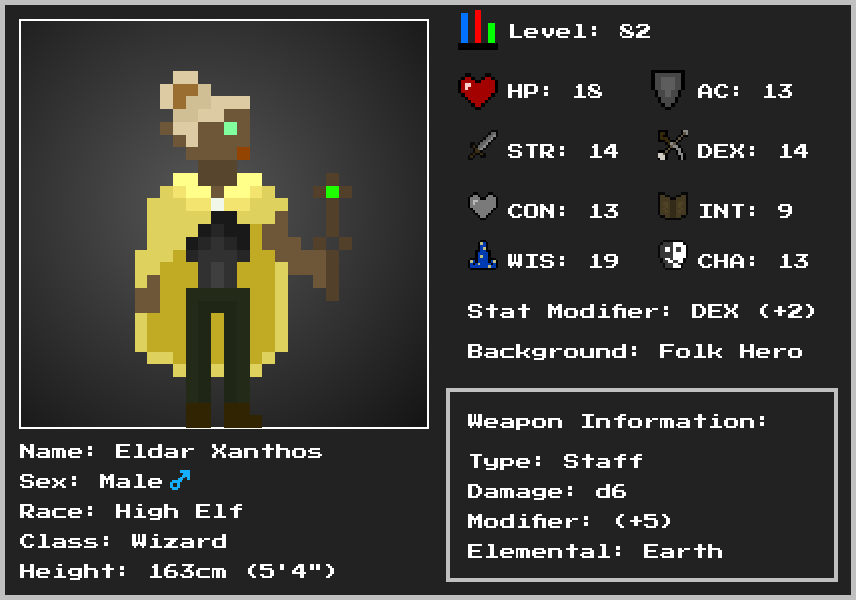 Level: 82
HP: 18 AC: 13
STR: 14 DEX: 14
CON: 13 INT: 9
WIS: 19 CHA: 13
Stat Modifier: DEX (+2)
Background: Folk Hero
Weapon Information:
Type: Staff
Damage: d6
Modifier: (+5)
Elemental: Earth
Name: Eldar Xanthos
Sex: Male♂
Race: High Elf
Class: Wizard
Height: 163cm (5'4")